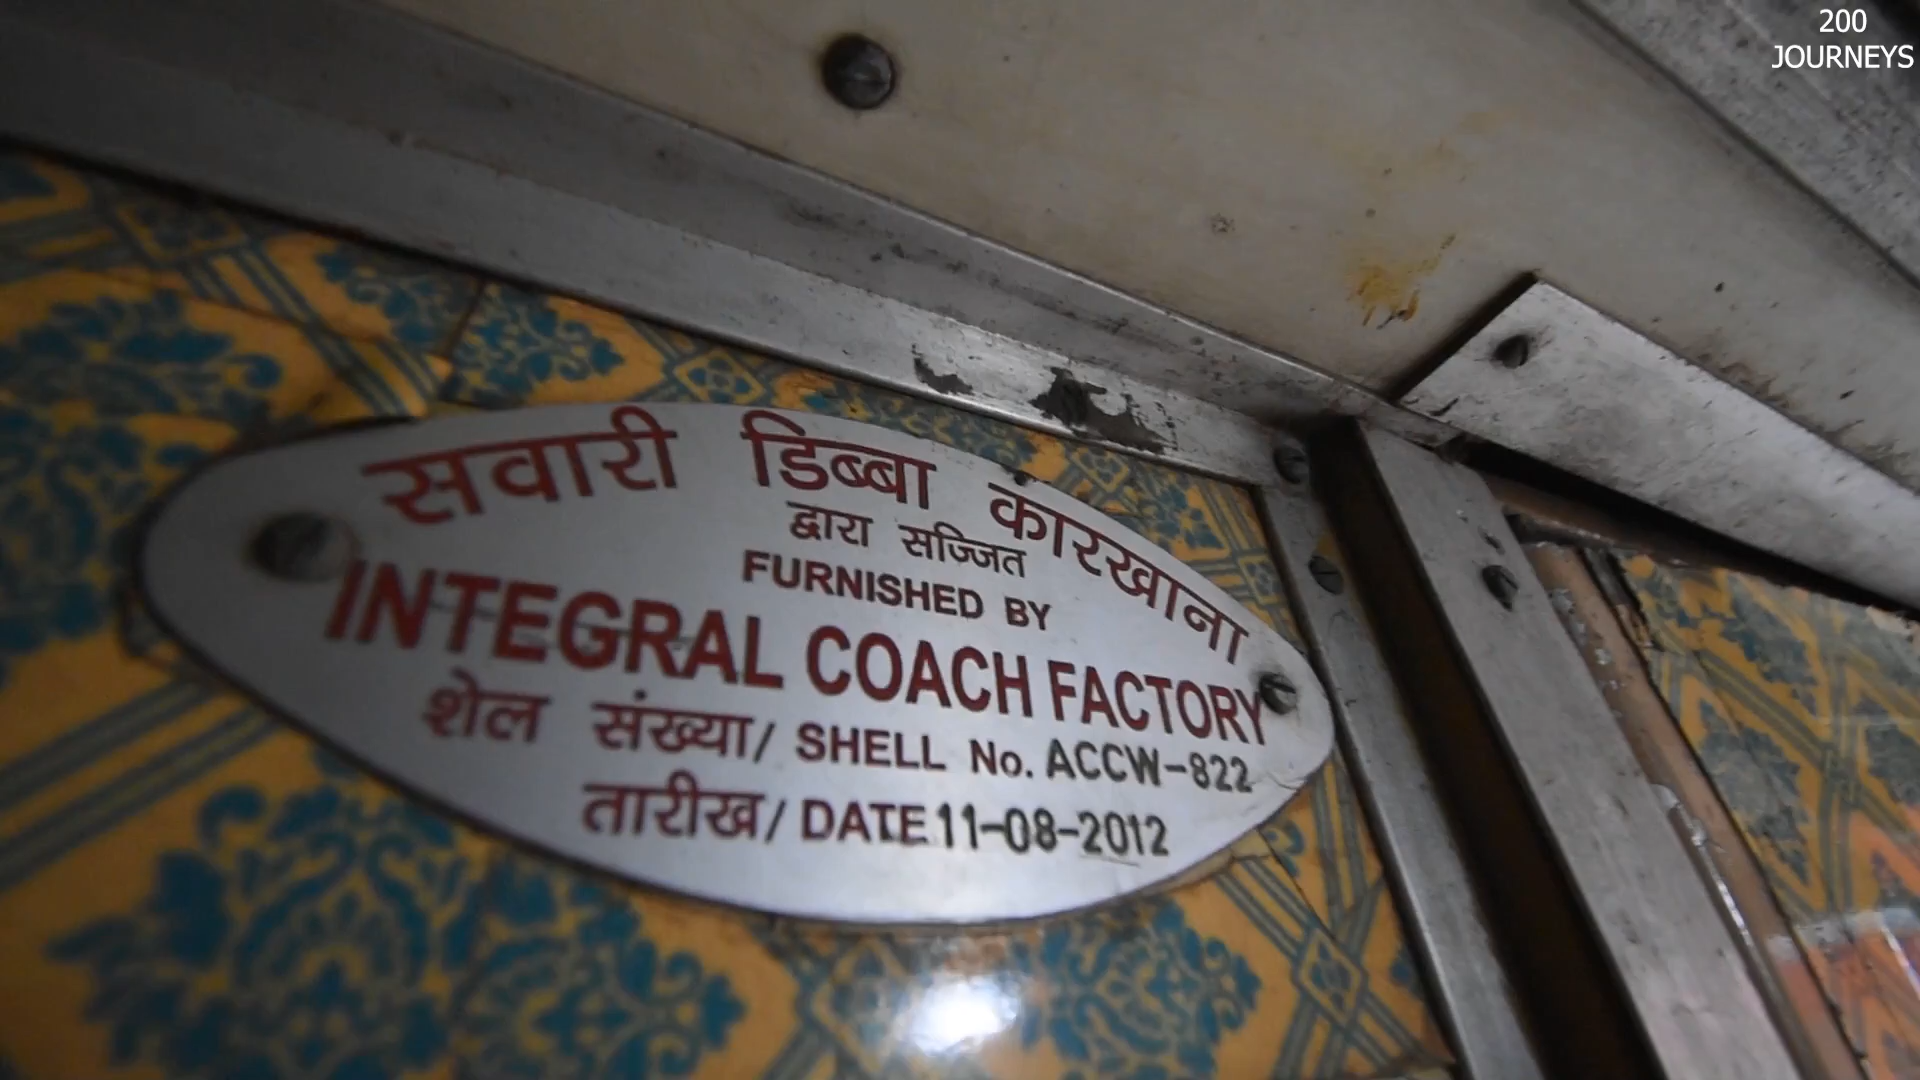 200
JOURNEYS
सवारी डिब्बा कारखाना
द्वारा सज्जित
FURNISHED BY
INTEGRAL COACH FACTORY
शेल संख्या/ SHELL No. ACCW-822
तारीख/ DATE 11-08-2012